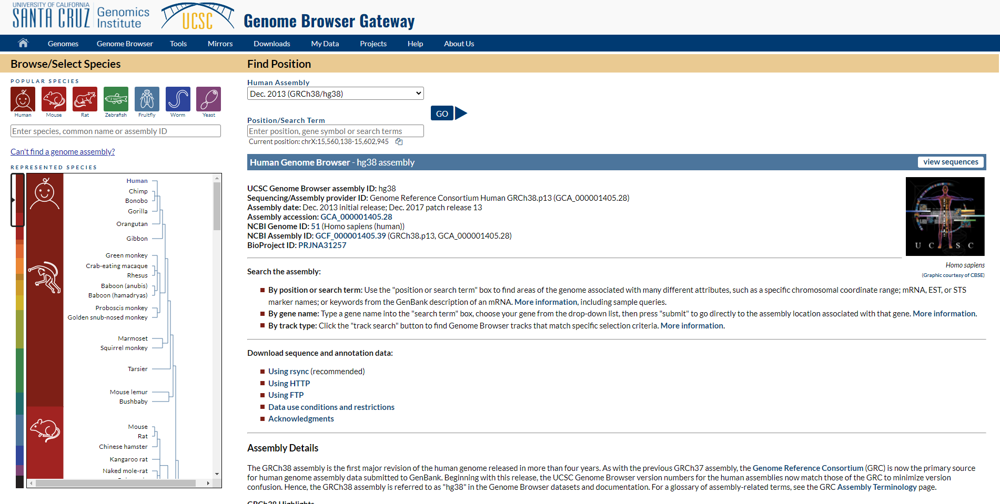 UNIVERSITY OF CALIFORNIA
SANTA CRUZ
Genomics
Institute
UCSC
Genome Browser Gateway
Genomes
Genome Browser
Tools
Mirrors
Downloads
My Data
Projects
Help
About Us
Browse/Select Species
POPULAR SPECIES
Human
Mouse
Rat
Zebrafish
Fruitfly
Worm
Yeast
Enter species, common name or assembly ID
Can't find a genome assembly?
REPRESENTED SPECIES
Human
Chimp
Bonobo
Gorilla
Orangutan
Gibbon
Green monkey
Crab-eating macaque
Rhesus
Baboon (anubis)
Baboon (hamadryas)
Proboscis monkey
Golden snub-nosed monkey
Marmoset
Squirrel monkey
Tarsier
Mouse lemur
Bushbaby
Mouse
Rat
Chinese hamster
Kangaroo rat
Naked mole-rat
Find Position
Human Assembly
Dec. 2013 (GRCh38/hg38)
GO
Position/Search Term
Enter position, gene symbol or search terms
Current position: chrX:15,560,138-15,602,945
Human Genome Browser - hg38 assembly
view sequences
UCSC Genome Browser assembly ID: hg38
Sequencing/Assembly provider ID: Genome Reference Consortium Human GRCh38.p13 (GCA_000001405.28)
Assembly date: Dec. 2013 initial release; Dec. 2017 patch release 13
Assembly accession: GCA_000001405.28
NCBI Genome ID: 51 (Homo sapiens (human))
NCBI Assembly ID: GCF_000001405.39 (GRCh38.p13, GCA_000001405.28)
BioProject ID: PRJNA31257
UCSC
Homo sapiens
(Graphic courtesy of CBSE)
Search the assembly:
By position or search term: Use the "position or search term" box to find areas of the genome associated with many different attributes, such as a specific chromosomal coordinate range; mRNA, EST, or STS
marker names; or keywords from the GenBank description of an mRNA. More information, including sample queries.
By gene name: Type a gene name into the "search term" box, choose your gene from the drop-down list, then press "submit" to go directly to the assembly location associated with that gene. More information.
By track type: Click the "track search" button to find Genome Browser tracks that match specific selection criteria. More information.
Download sequence and annotation data:
Using rsync (recommended)
Using HTTP
Using FTP
Data use conditions and restrictions
Acknowledgments
Assembly Details
The GRCh38 assembly is the first major revision of the human genome released in more than four years. As with the previous GRCh37 assembly, the Genome Reference Consortium (GRC) is now the primary source
for human genome assembly data submitted to GenBank. Beginning with this release, the UCSC Genome Browser version numbers for the human assemblies now match those of the GRC to minimize version
confusion. Hence, the GRCh38 assembly is referred to as "hg38" in the Genome Browser datasets and documentation. For a glossary of assembly-related terms, see the GRC Assembly Terminology page.
GRCh38 Highlights